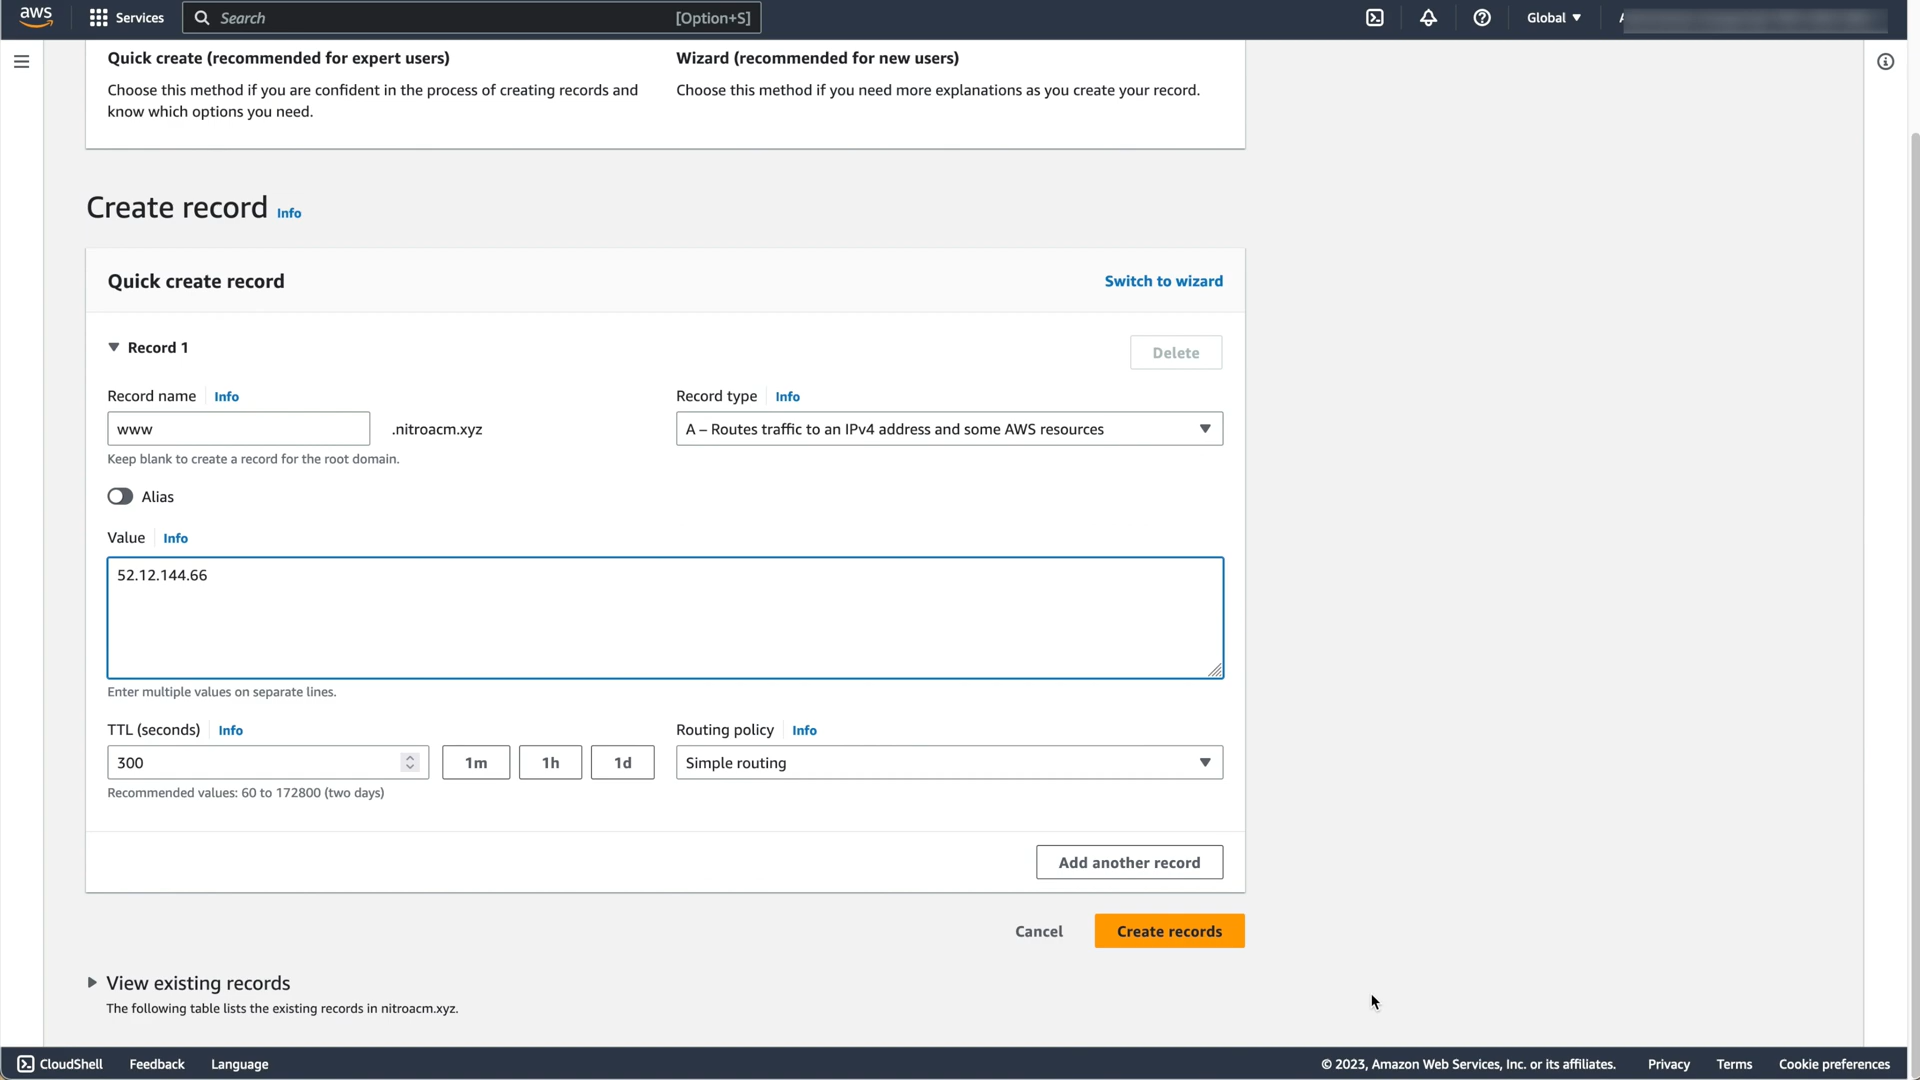 aws
Services
Search
[Option+S]
Global
Quick create (recommended for expert users)
Choose this method if you are confident in the process of creating records and
know which options you need.
Wizard (recommended for new users)
Choose this method if you need more explanations as you create your record.
Create record Info
Quick create record
Switch to wizard
Record 1
Delete
Record name Info
www
.nitroacm.xyz
Keep blank to create a record for the root domain.
Record type Info
A – Routes traffic to an IPv4 address and some AWS resources
Alias
Value Info
52.12.144.66
Enter multiple values on separate lines.
TTL (seconds) Info
300
1m
1h
1d
Recommended values: 60 to 172800 (two days)
Routing policy Info
Simple routing
Add another record
Cancel
Create records
View existing records
The following table lists the existing records in nitroacm.xyz.
CloudShell
Feedback
Language
© 2023, Amazon Web Services, Inc. or its affiliates.
Privacy
Terms
Cookie preferences